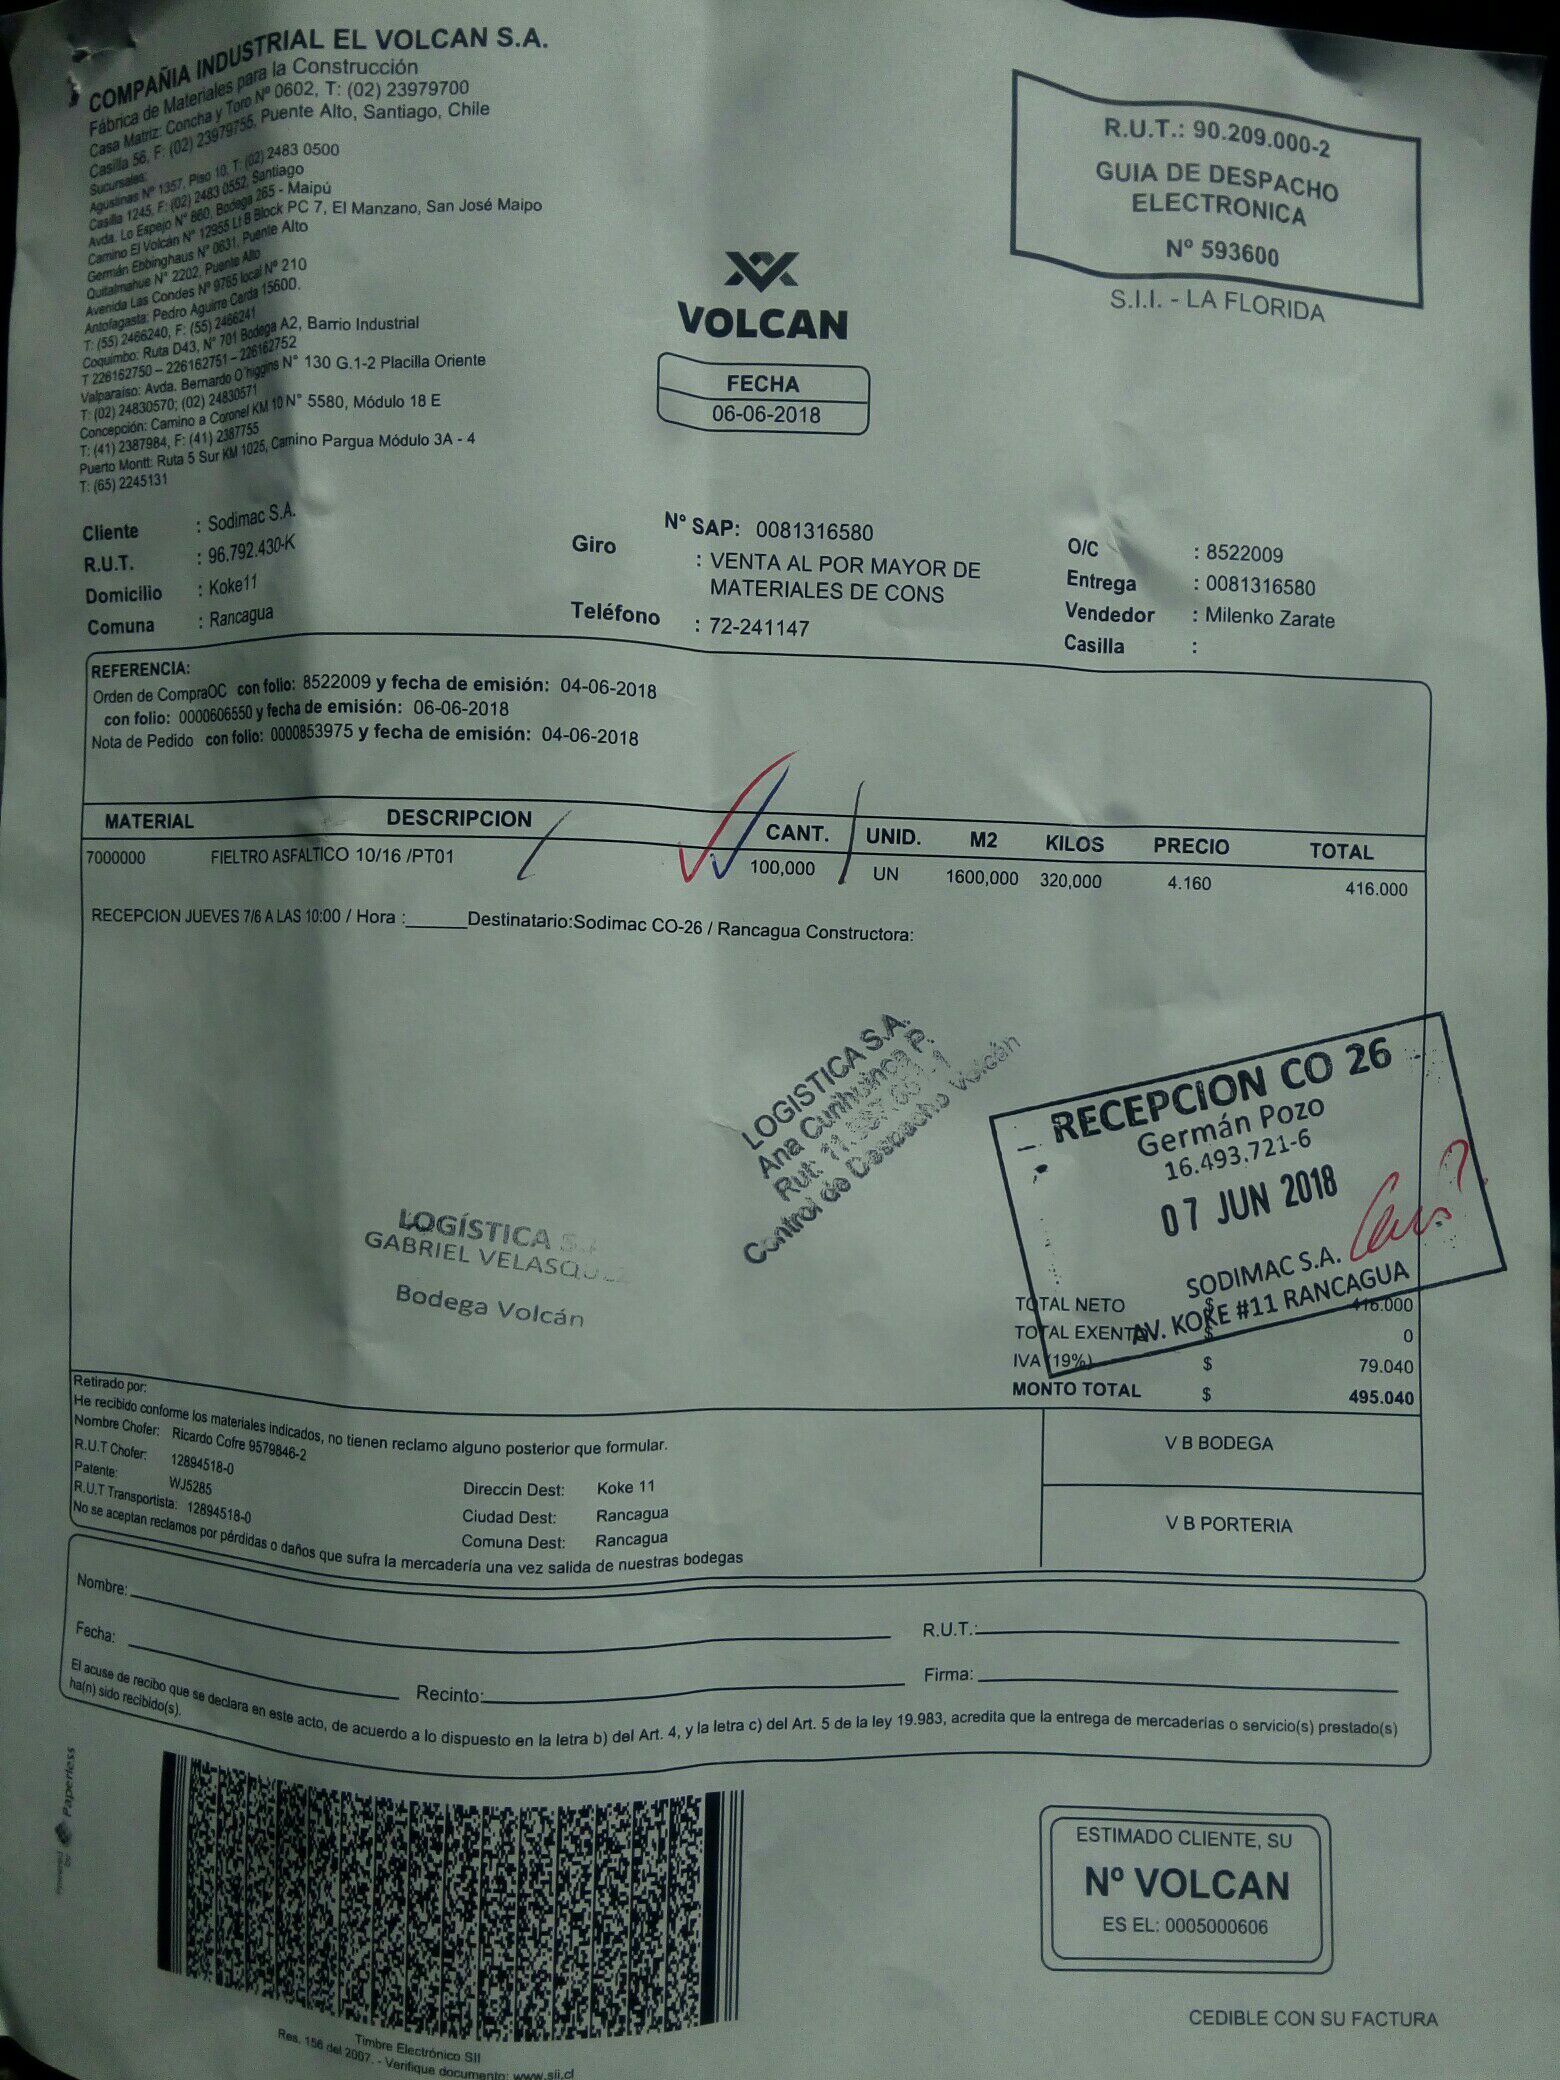 COMPAÑIA INDUSTRIAL EL VOLCAN S.A.
Fábrica de Materiales para la Construcción
Casa Matriz: Concha y Toro Nº 0602, T: (02) 23979700
Casilla 56, F: (02) 23979755, Puente Alto, Santiago, Chile
Sucursales:
Agustinas Nº 1357, Piso 10, T: (02) 2483 0500
Casilla 1245, F: (02) 2483 0552, Santiago
Avda. Lo Espejo N° 860, Bodega 265 - Maipú
Camino El Volcán N° 12955 Lt B Block PC 7, El Manzano, San José Maipo
Germán Ebbinghaus N° 0631, Puente Alto
Quitalmahue N° 2202, Puente Alto
Avenida Las Condes Nº 9765 local Nº 210
Antofagasta: Pedro Aguirre Cerda 15600.
T: (55) 2466240, F: (55) 2466241
Coquimbo: Ruta D43, N° 701 Bodega A2, Barrio Industrial
T 226162750 – 226162751 – 226162752
Valparaíso: Avda. Bernardo O´higgins N° 130 G.1-2 Placilla Oriente
T: (02) 24830570; (02) 24830571
Concepción: Camino a Coronel KM 10 N° 5580, Módulo 18 E
T: (41) 2387984, F: (41) 2387755
Puerto Montt: Ruta 5 Sur KM 1025, Camino Pargua Módulo 3A - 4
T: (65) 2245131
R.U.T.: 90.209.000-2
GUIA DE DESPACHO
ELECTRONICA
Nº 593600
S.I.I. - LA FLORIDA
VOLCAN
FECHA
06-06-2018
Cliente : Sodimac S.A.
R.U.T. : 96.792.430-K
Domicilio : Koke11
Comuna : Rancagua
N° SAP: 0081316580
Giro : VENTA AL POR MAYOR DE
MATERIALES DE CONS
Teléfono : 72-241147
O/C : 8522009
Entrega : 0081316580
Vendedor : Milenko Zarate
Casilla :
REFERENCIA:
Orden de CompraOC con folio: 8522009 y fecha de emisión: 04-06-2018
con folio: 0000606550 y fecha de emisión: 06-06-2018
Nota de Pedido con folio: 0000853975 y fecha de emisión: 04-06-2018
MATERIAL DESCRIPCION CANT. UNID. M2 KILOS PRECIO TOTAL
7000000 FIELTRO ASFALTICO 10/16 /PT01 100,000 UN 1600,000 320,000 4.160 416.000
RECEPCION JUEVES 7/6 A LAS 10:00 / Hora :______Destinatario:Sodimac CO-26 / Rancagua Constructora:
LOGISTICA S.A.
Ana P.
Rut:
Control de Despacho Volcán
LOGÍSTICA
GABRIEL
Bodega Volcán
RECEPCION CO 26
Germán Pozo
16.493.721-6
07 JUN 2018
SODIMAC S.A.
AV. KOKE #11 RANCAGUA
TOTAL NETO $ 416.000
TOTAL EXENTO $ 0
IVA (19%) $ 79.040
MONTO TOTAL $ 495.040
Retirado por:
He recibido conforme los materiales indicados, no tienen reclamo alguno posterior que formular.
Nombre Chofer: Ricardo Cofre 9579846-2
R.U.T Chofer: 12894518-0
Patente: WJ5285
R.U.T Transportista: 12894518-0
Direccin Dest: Koke 11
Ciudad Dest: Rancagua
Comuna Dest: Rancagua
No se aceptan reclamos por pérdidas o daños que sufra la mercadería una vez salida de nuestras bodegas
V B BODEGA
V B PORTERIA
Nombre:
R.U.T.:
Fecha:
Recinto:
Firma:
El acuse de recibo que se declara en este acto, de acuerdo a lo dispuesto en la letra b) del Art. 4, y la letra c) del Art. 5 de la ley 19.983, acredita que la entrega de mercaderías o servicio(s) prestado(s)
ha(n) sido recibido(s).
powered by Paperless
Timbre Electrónico SII
Res. 156 del 2007. - Verifique documento: www.sii.cl
ESTIMADO CLIENTE, SU
Nº VOLCAN
ES EL: 0005000606
CEDIBLE CON SU FACTURA